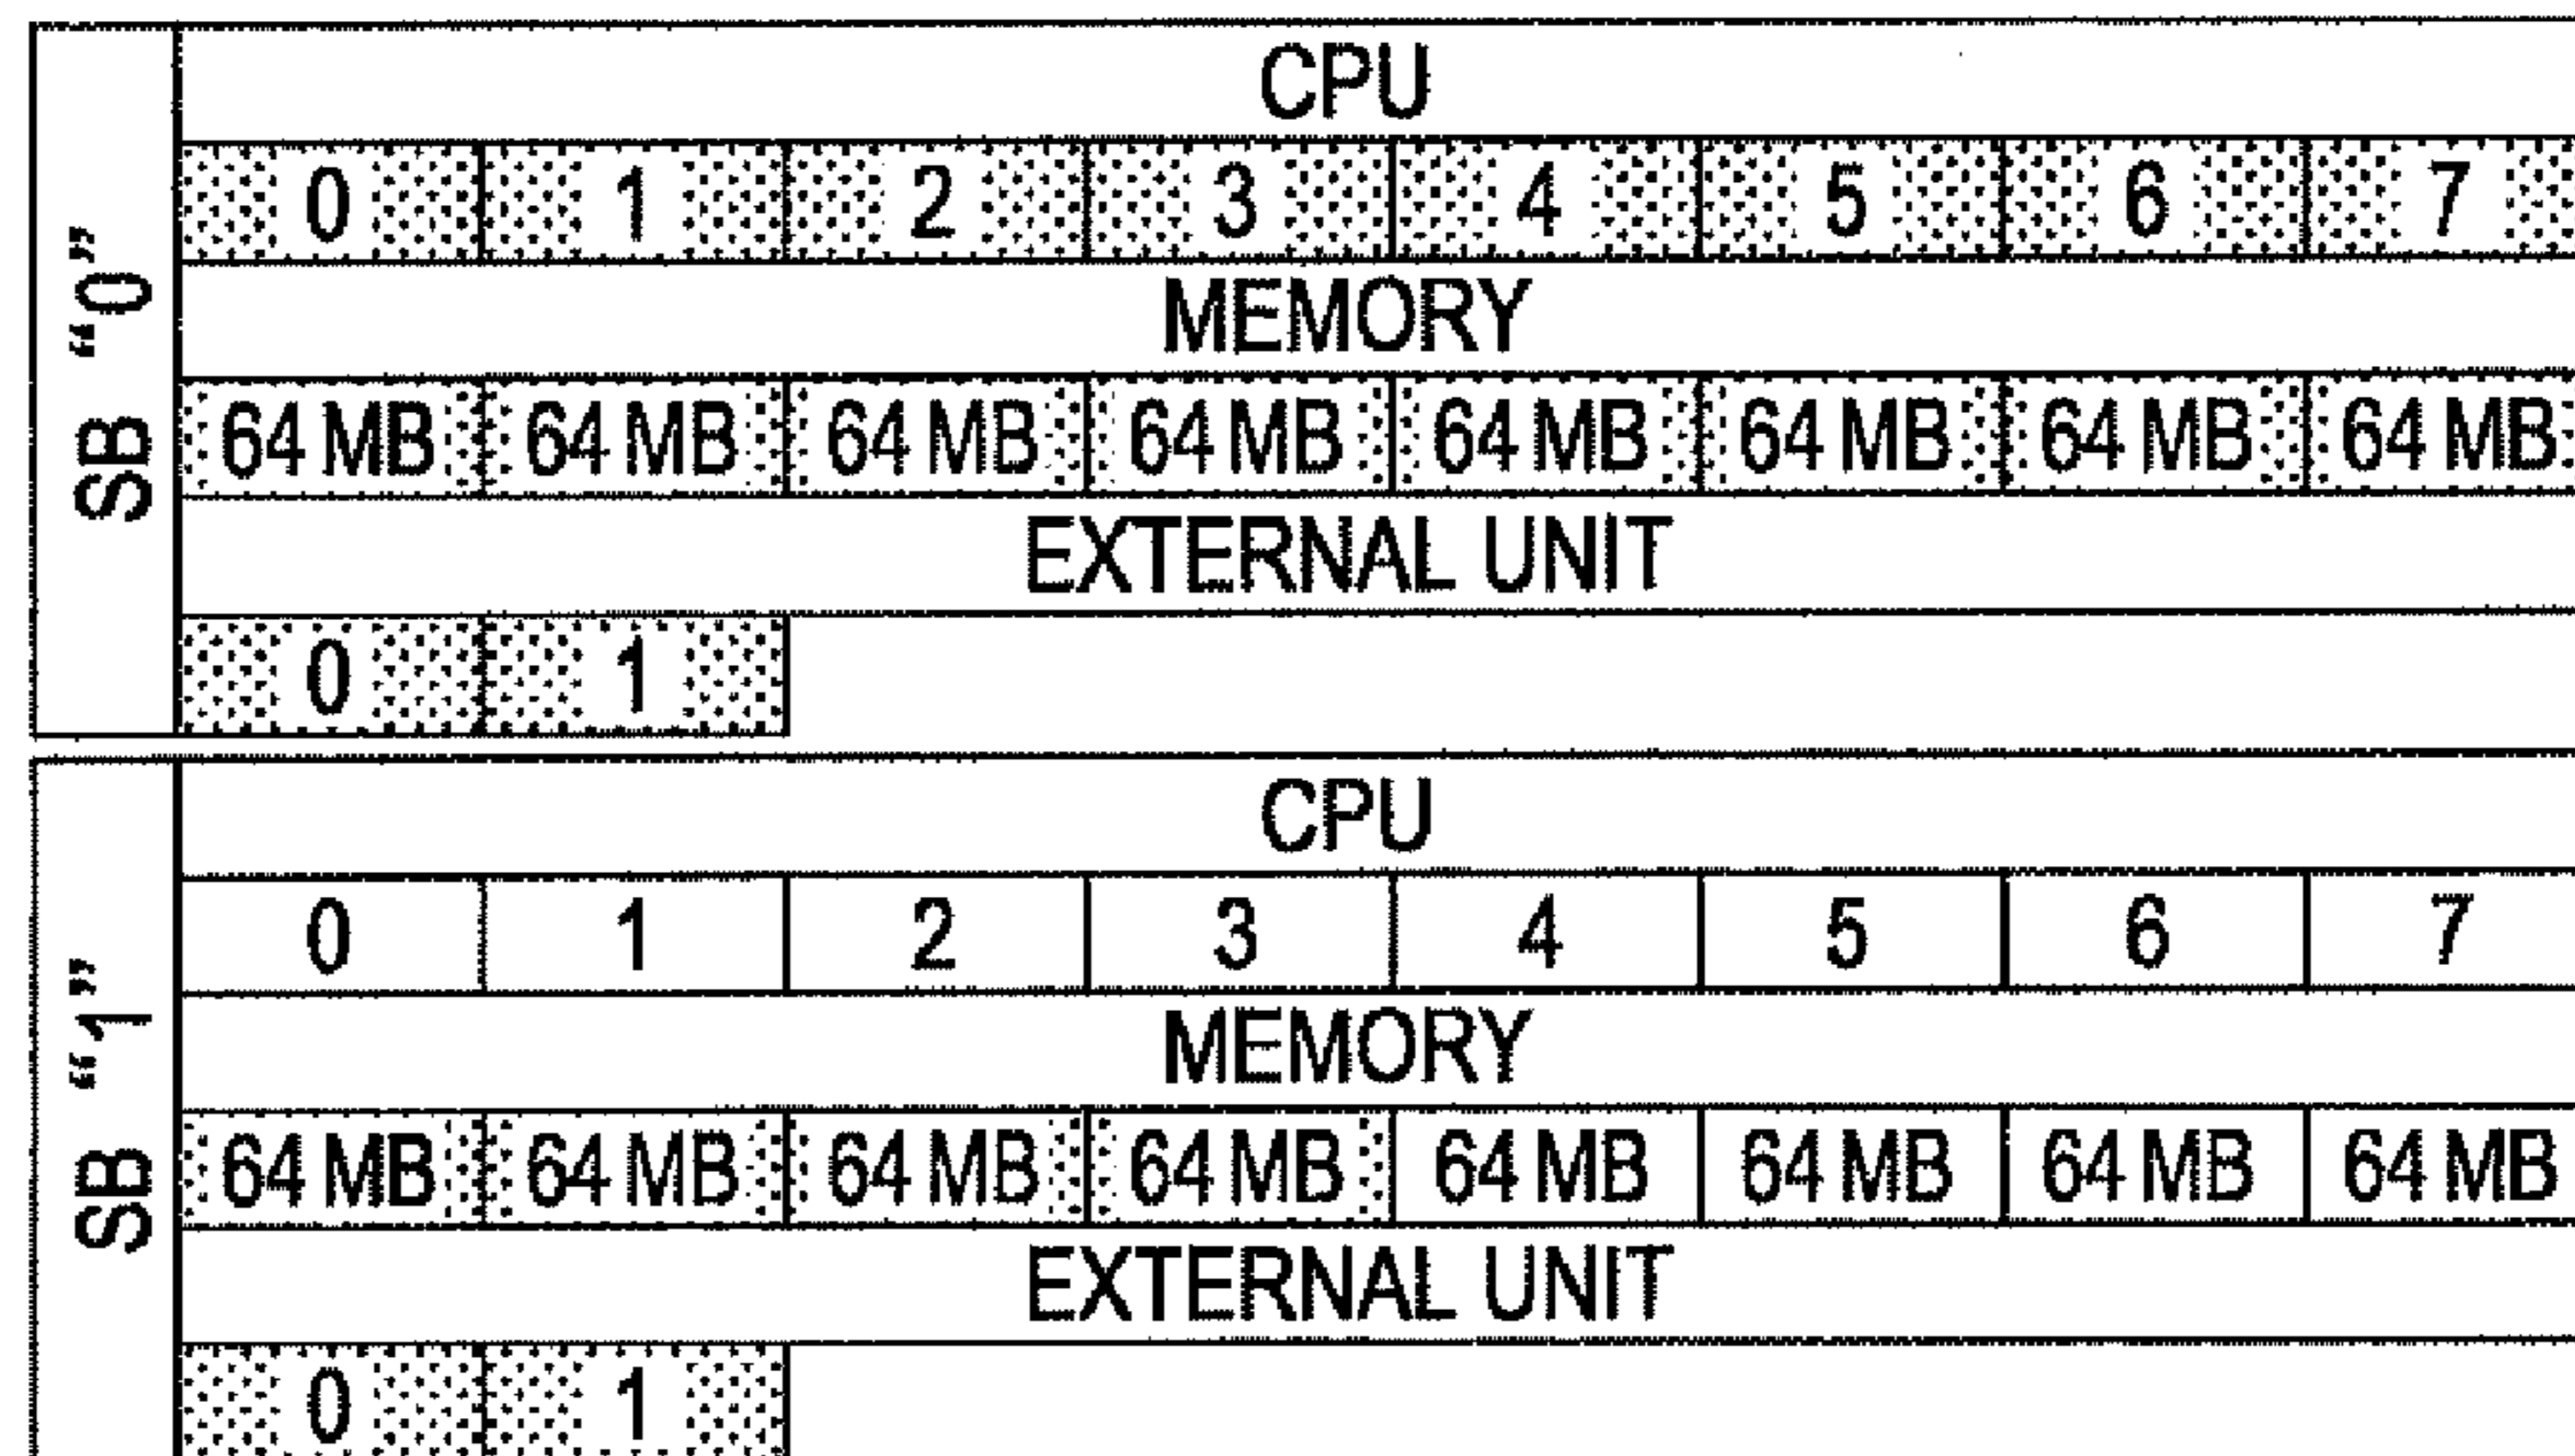 SB “0”
CPU
0 1 2 3 4 5 6 7
MEMORY
64 MB 64 MB 64 MB 64 MB 64 MB 64 MB 64 MB 64 MB
EXTERNAL UNIT
0 1
SB “1”
CPU
0 1 2 3 4 5 6 7
MEMORY
64 MB 64 MB 64 MB 64 MB 64 MB 64 MB 64 MB 64 MB
EXTERNAL UNIT
0 1